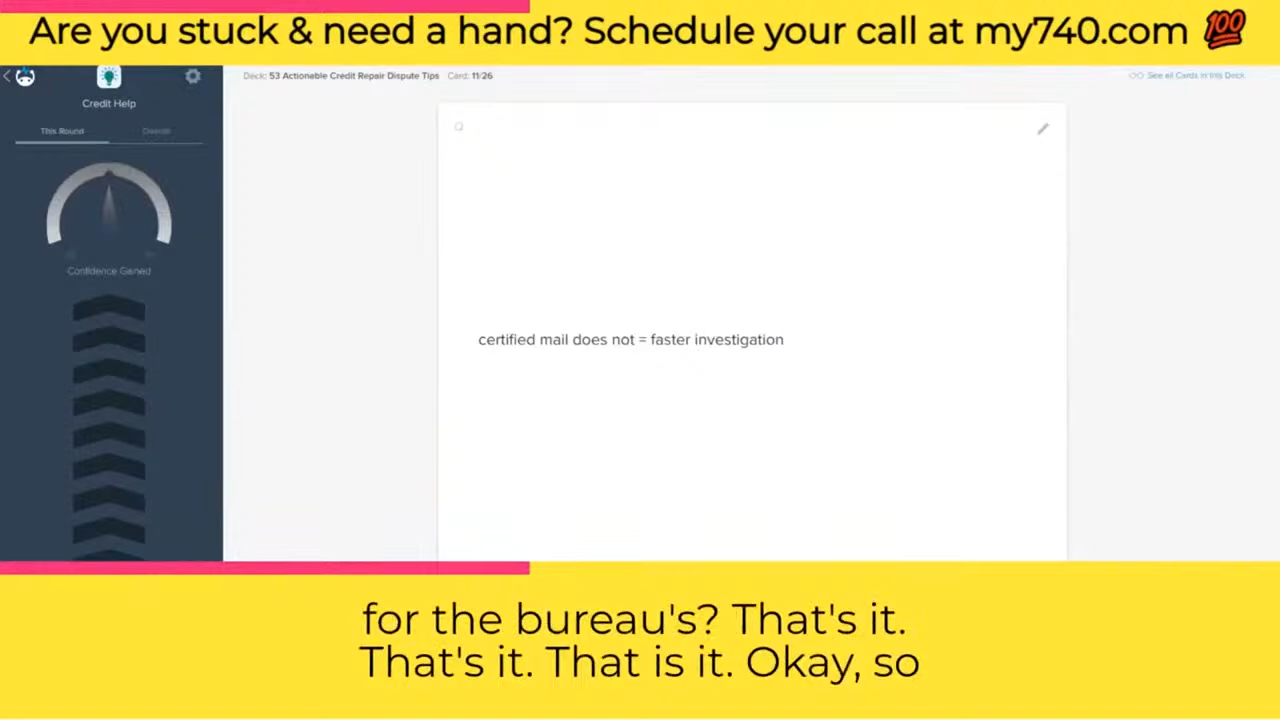 Are you stuck & need a hand? Schedule your call at my740.com 💯
Deck: 53 Actionable Credit Repair Dispute Tips Card: 11/26
See all Cards in this Deck
Credit Help
This Round
Overall
Confidence Gained
certified mail does not = faster investigation
for the bureau's? That's it.
That's it. That is it. Okay, so